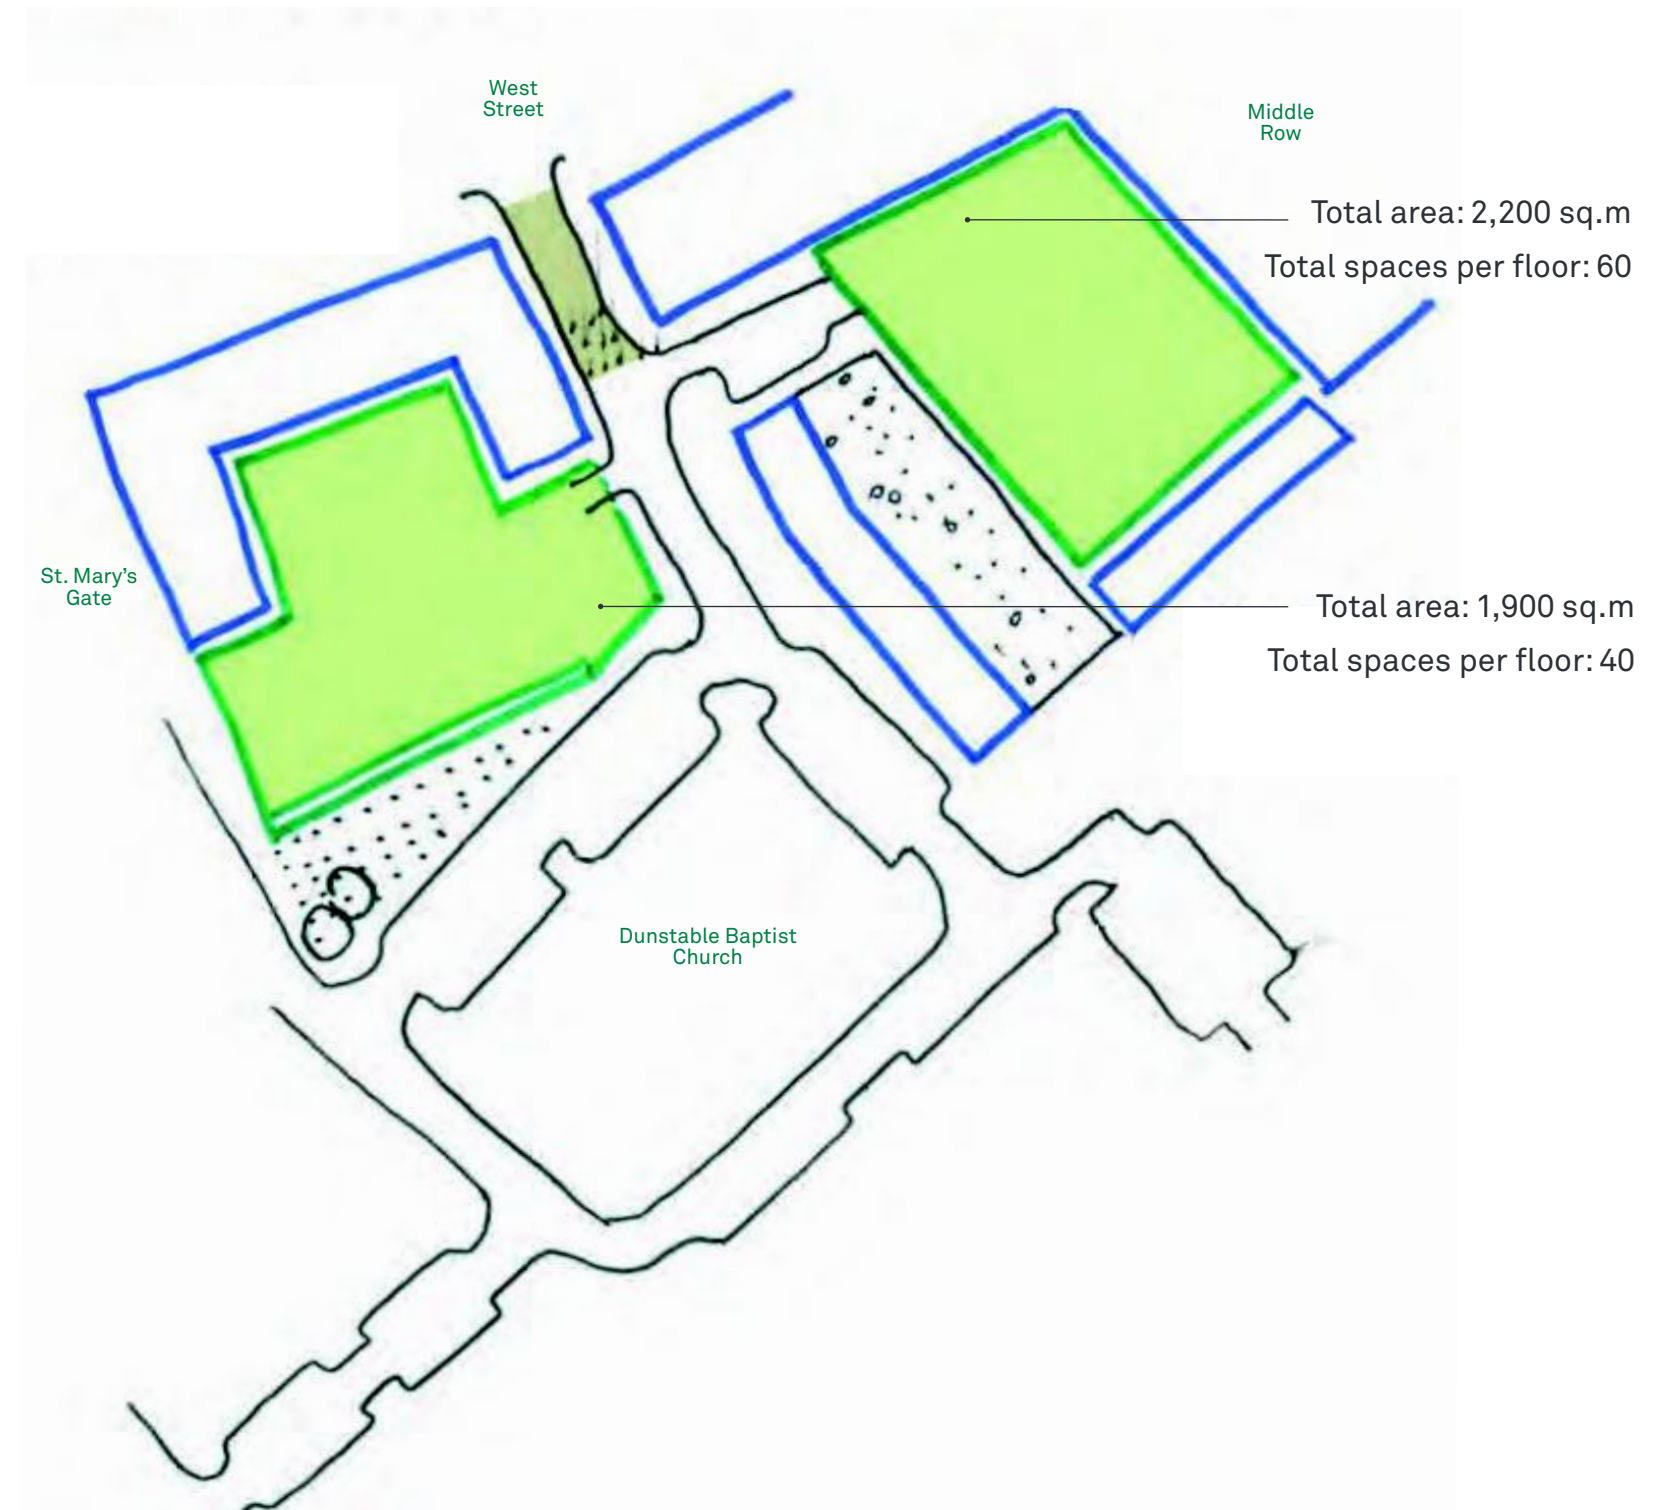 West
Street
Middle
Row
Total area: 2,200 sq.m
Total spaces per floor: 60
St. Mary's
Gate
Total area: 1,900 sq.m
Total spaces per floor: 40
Dunstable Baptist
Church